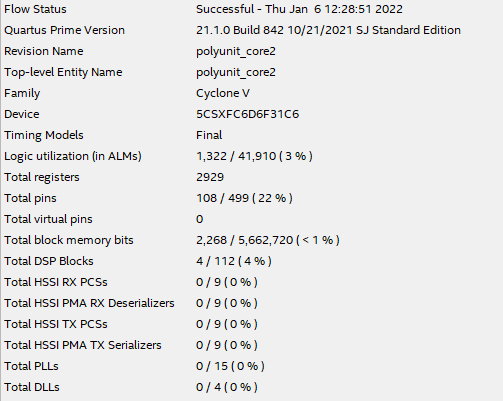 Flow Status Successful - Thu Jan 6 12:28:51 2022
Quartus Prime Version 21.1.0 Build 842 10/21/2021 SJ Standard Edition
Revision Name polyunit_core2
Top-level Entity Name polyunit_core2
Family Cyclone V
Device 5CSXFC6D6F31C6
Timing Models Final
Logic utilization (in ALMs) 1,322 / 41,910 ( 3 % )
Total registers 2929
Total pins 108 / 499 ( 22 % )
Total virtual pins 0
Total block memory bits 2,268 / 5,662,720 ( < 1 % )
Total DSP Blocks 4 / 112 ( 4 % )
Total HSSI RX PCSs 0 / 9 ( 0 % )
Total HSSI PMA RX Deserializers 0 / 9 ( 0 % )
Total HSSI TX PCSs 0 / 9 ( 0 % )
Total HSSI PMA TX Serializers 0 / 9 ( 0 % )
Total PLLs 0 / 15 ( 0 % )
Total DLLs 0 / 4 ( 0 % )